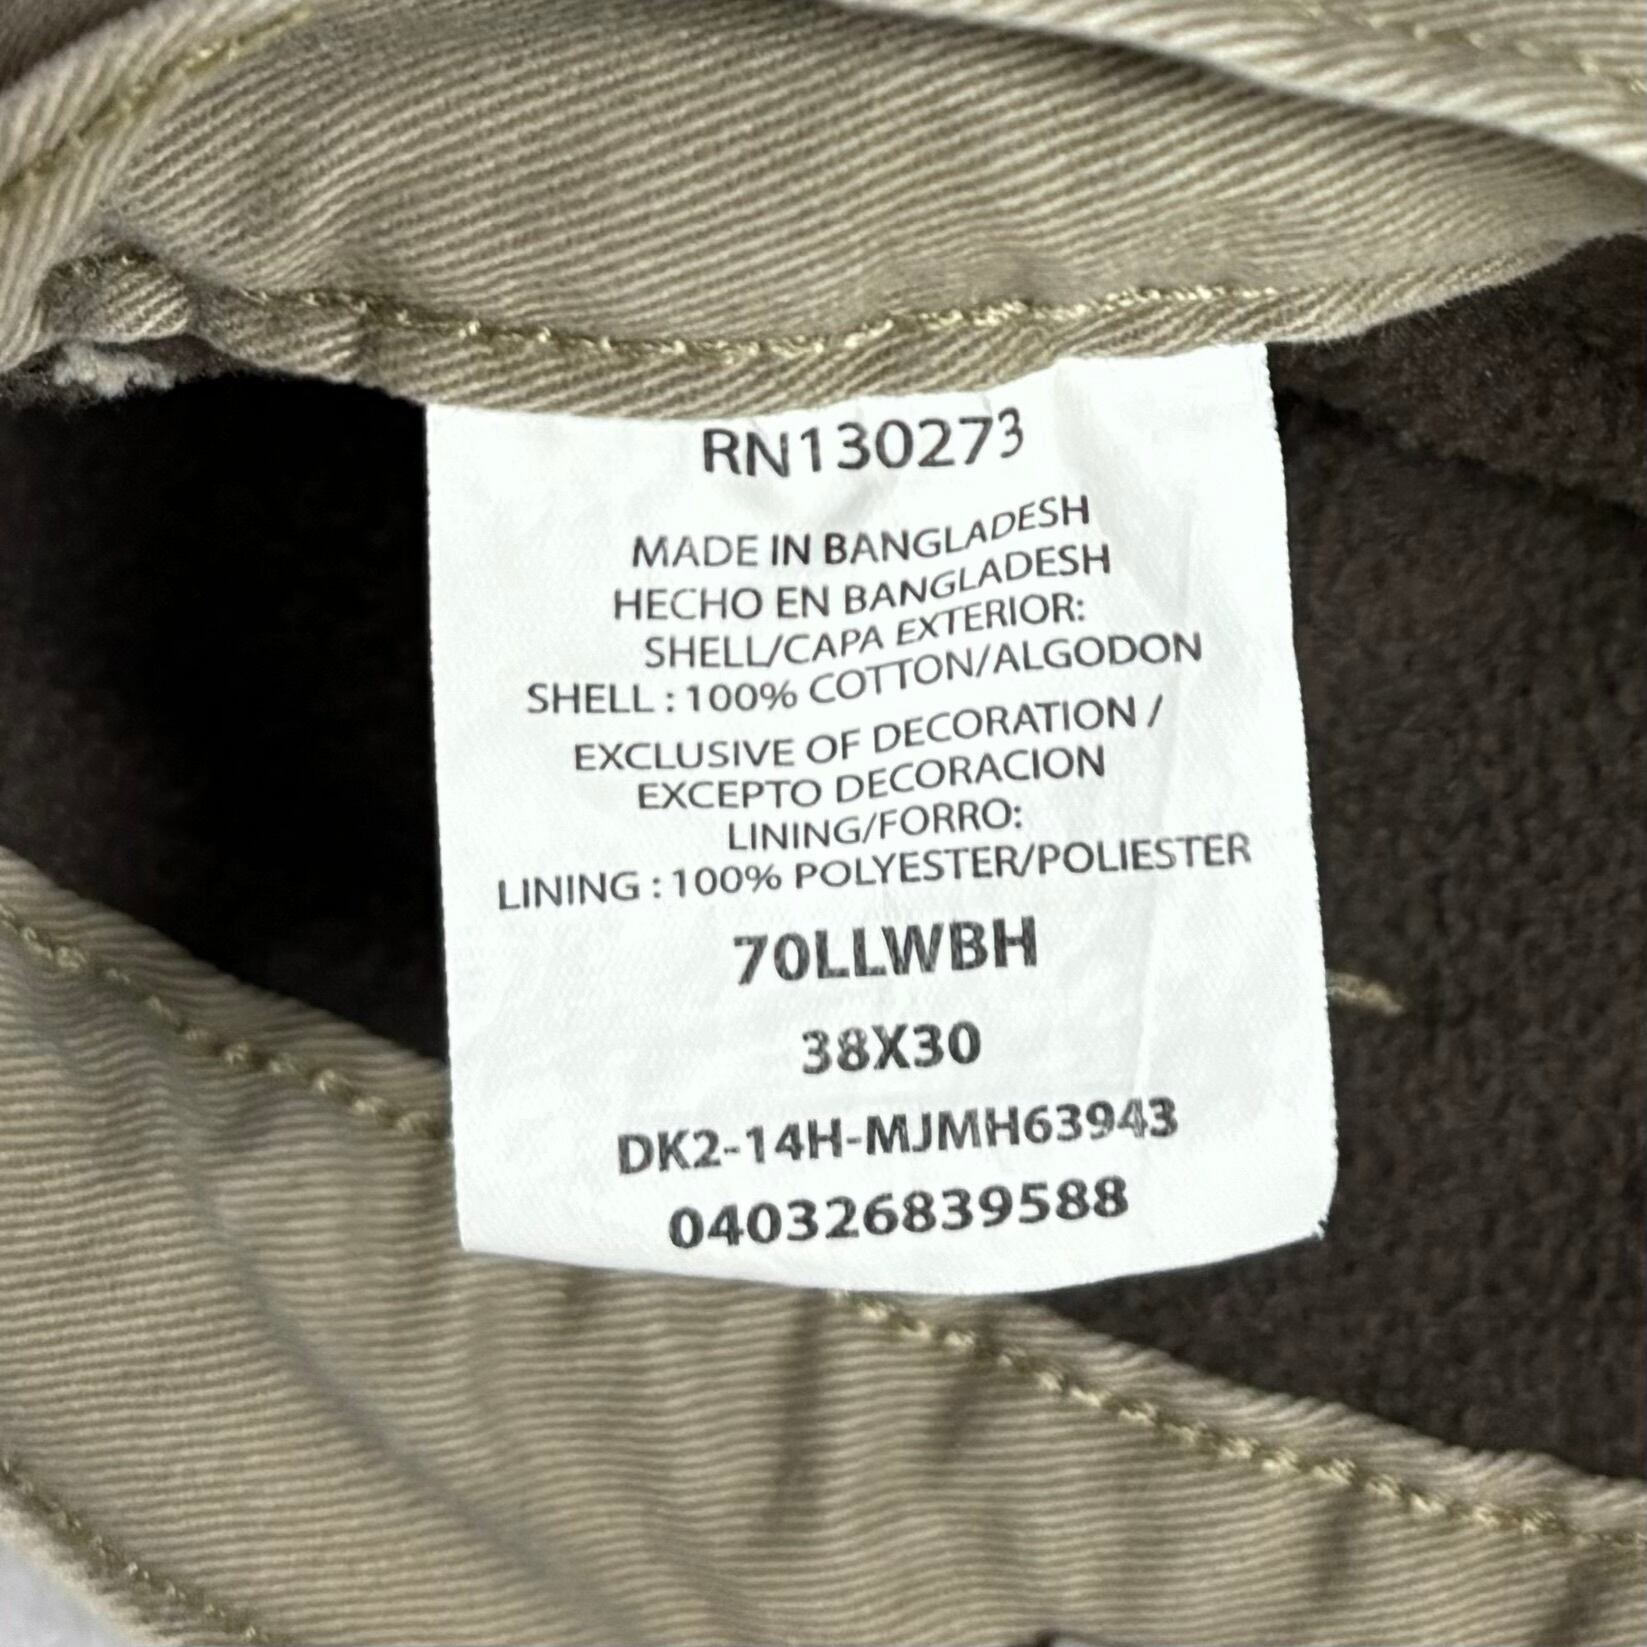 RN130273
MADE IN BANGLADESH
HECHO EN BANGLADESH
SHELL/CAPA EXTERIOR:
SHELL : 100% COTTON/ALGODON
EXCLUSIVE OF DECORATION /
EXCEPTO DECORACION
LINING/FORRO:
LINING : 100% POLYESTER/POLIESTER
70LLWBH
38X30
DK2-14H-MJMH63943
040326839588